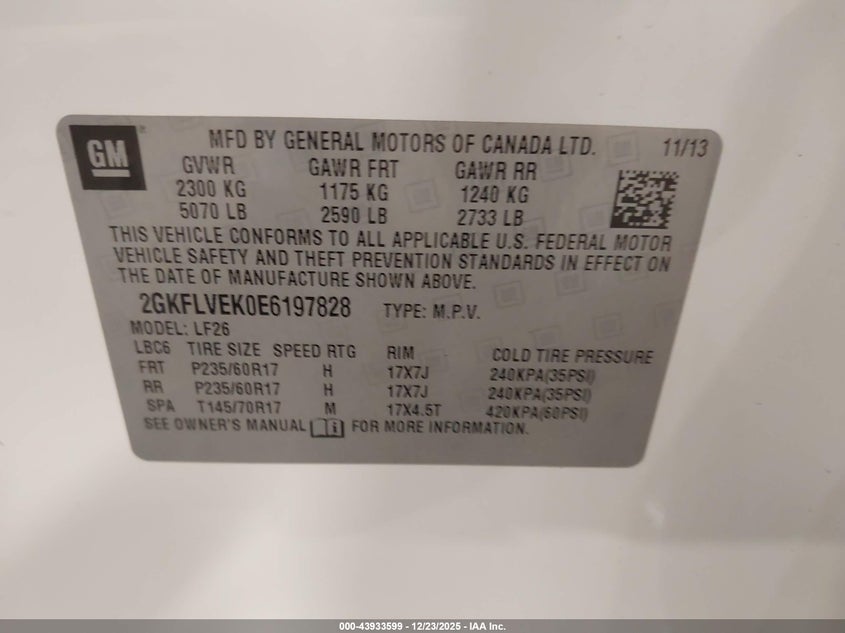 GM
MFD BY GENERAL MOTORS OF CANADA LTD. 11/13
GVWR GAWR FRT GAWR RR
2300 KG 1175 KG 1240 KG
5070 LB 2590 LB 2733 LB
THIS VEHICLE CONFORMS TO ALL APPLICABLE U.S. FEDERAL MOTOR
VEHICLE SAFETY AND THEFT PREVENTION STANDARDS IN EFFECT ON
THE DATE OF MANUFACTURE SHOWN ABOVE.
2GKFLVEK0E6197828 TYPE: M.P.V.
MODEL: LF26
LBC6 TIRE SIZE SPEED RTG RIM COLD TIRE PRESSURE
FRT P235/60R17 H 17X7J 240KPA(35PSI)
RR P235/60R17 H 17X7J 240KPA(35PSI)
SPA T145/70R17 M 17X4.5T 420KPA(60PSI)
SEE OWNER'S MANUAL FOR MORE INFORMATION.
000-43933599 - 12/23/2025 - IAA Inc.